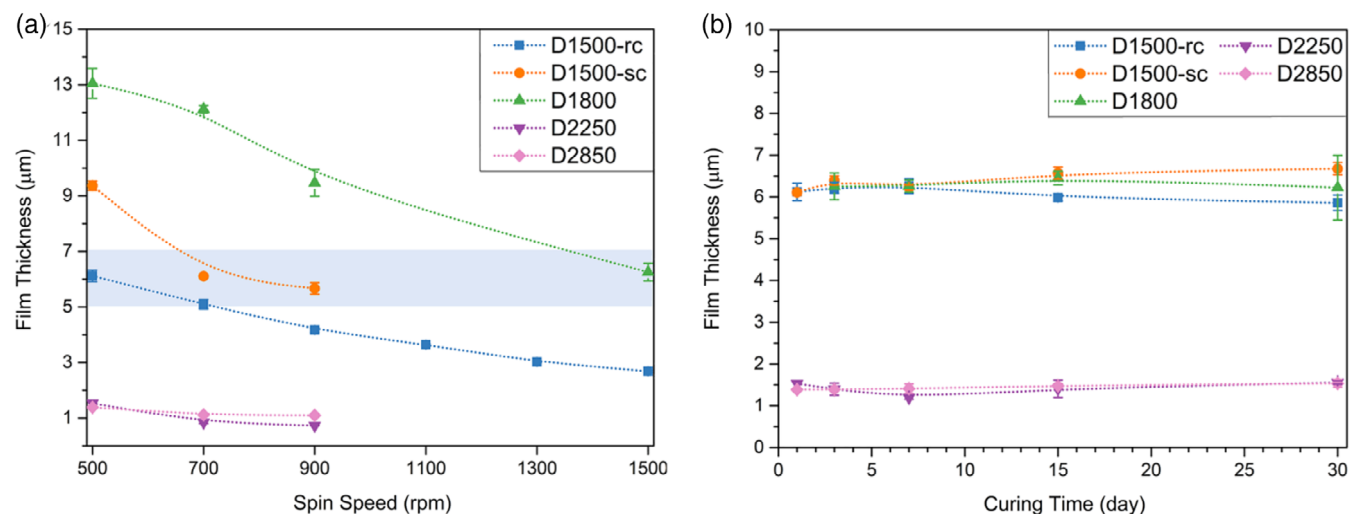 (a)
15
13
11
9
7
5
3
1
Film Thickness (μm)
500 700 900 1100 1300 1500
Spin Speed (rpm)
D1500-rc
D1500-sc
D1800
D2250
D2850
(b)
10
9
8
7
6
5
4
3
2
1
0
Film Thickness (μm)
0 5 10 15 20 25 30
Curing Time (day)
D1500-rc D2250
D1500-sc D2850
D1800